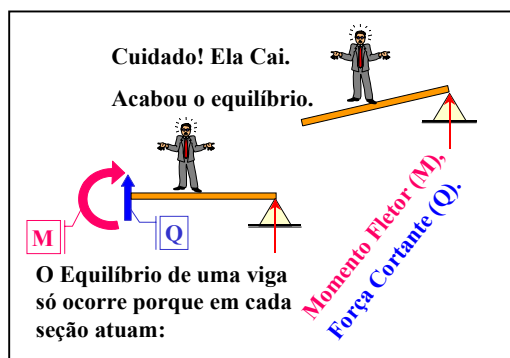 Cuidado! Ela Cai.
Acabou o equilíbrio.
M
Q
O Equilíbrio de uma viga
só ocorre porque em cada
seção atuam:
Momento Fletor (M),
Força Cortante (Q).